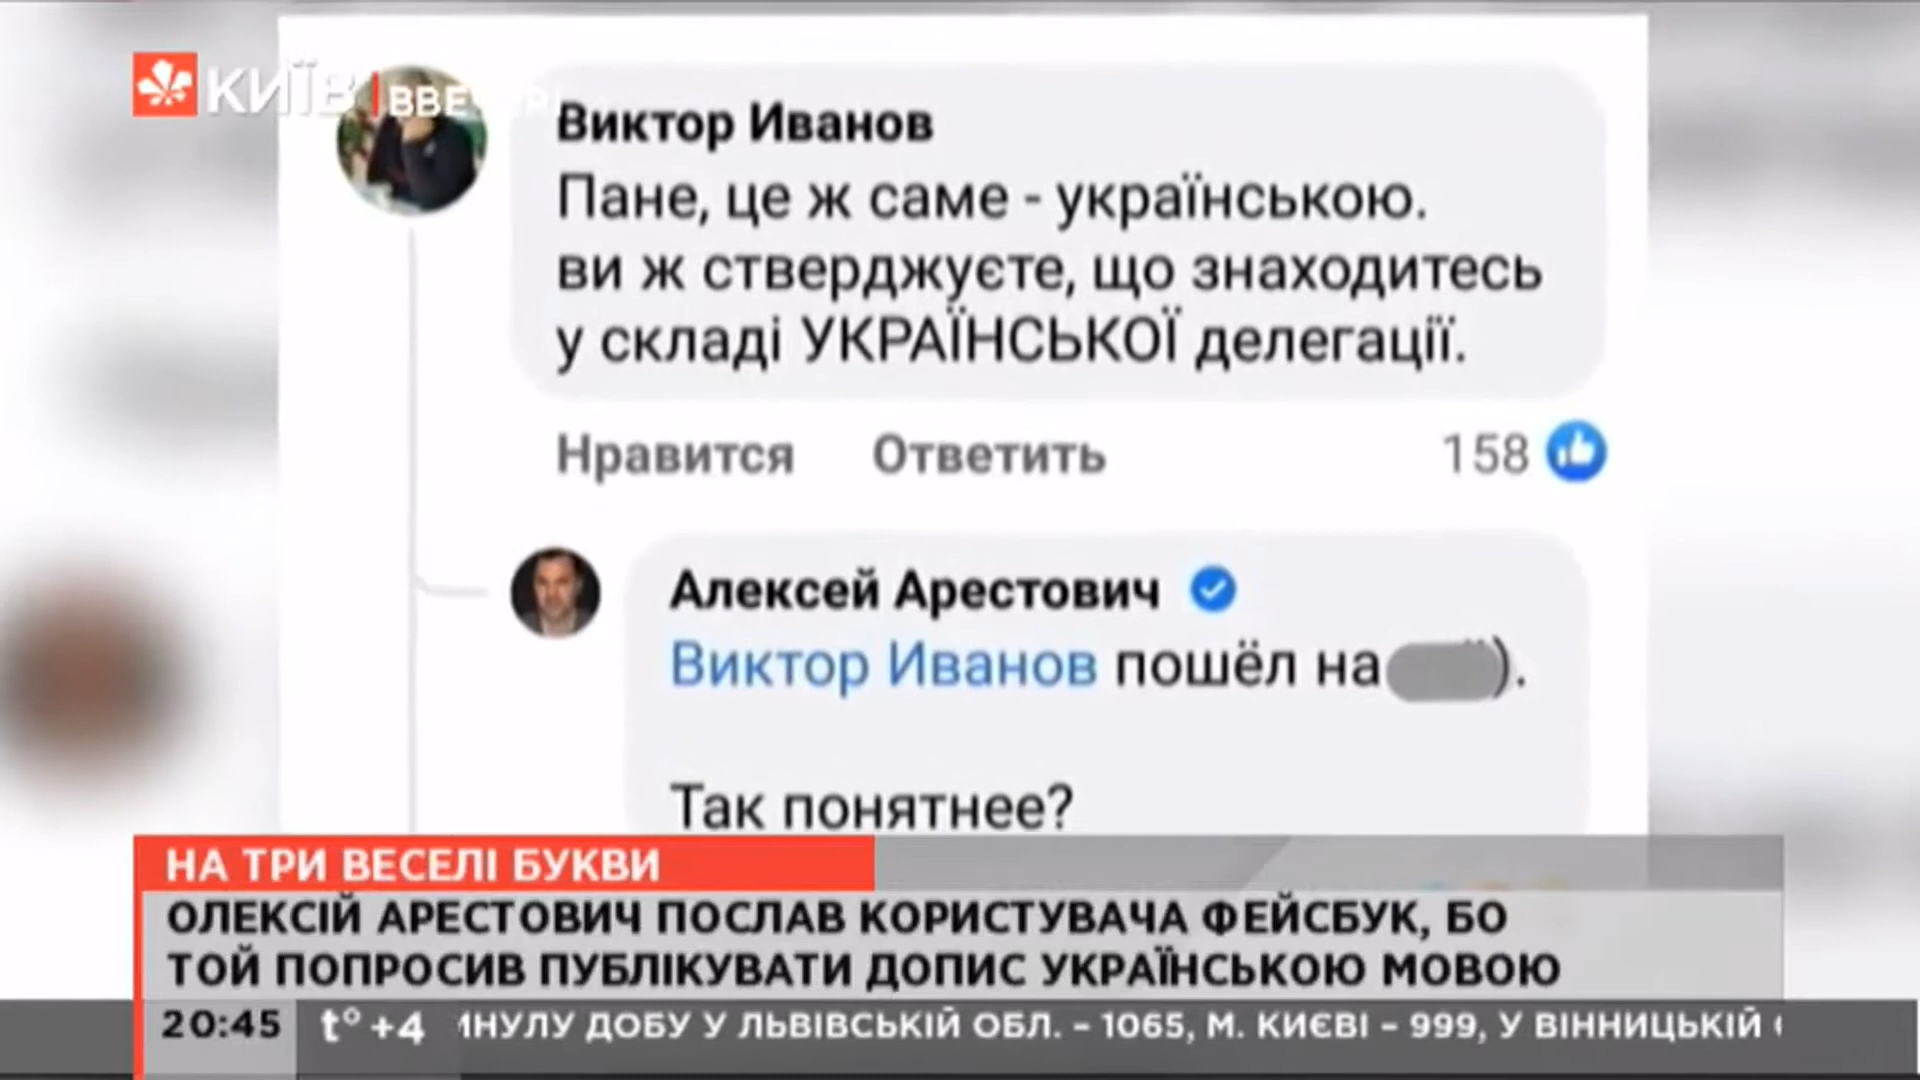 КИЇВ | ВВЕЧЕРІ
Виктор Иванов
Пане, це ж саме - українською.
ви ж стверджуєте, що знаходитесь
у складі УКРАЇНСЬКОЇ делегації.
Нравится Ответить 158
Алексей Арестович
Виктор Иванов пошёл на ).
Так понятнее?
НА ТРИ ВЕСЕЛІ БУКВИ
ОЛЕКСІЙ АРЕСТОВИЧ ПОСЛАВ КОРИСТУВАЧА ФЕЙСБУК, БО
ТОЙ ПОПРОСИВ ПУБЛІКУВАТИ ДОПИС УКРАЇНСЬКОЮ МОВОЮ
20:45 t° +4 ИНУЛУ ДОБУ У ЛЬВІВСЬКІЙ ОБЛ. – 1065, М. КИЄВІ – 999, У ВІННИЦЬКІЙ